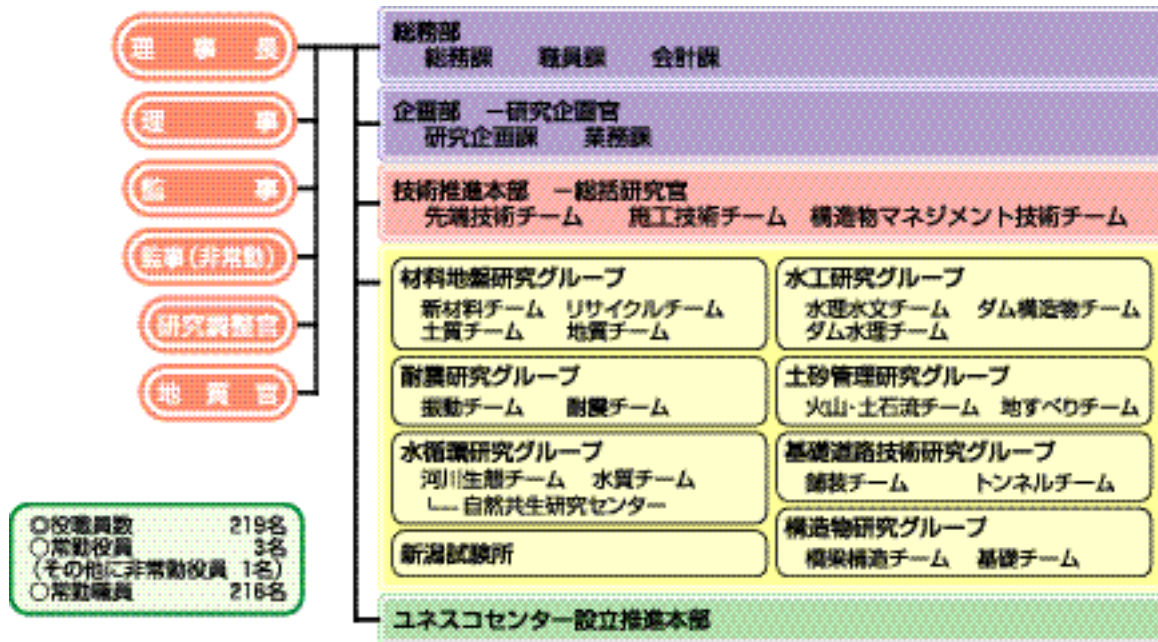 理事長
理事
監事
監事(非常勤)
研究調整官
地質官
総務部
総務課 職員課 会計課
企画部 －研究企画官
研究企画課 業務課
技術推進本部 －総括研究官
先端技術チーム 施工技術チーム 構造物マネジメント技術チーム
材料地盤研究グループ
新材料チーム リサイクルチーム
土質チーム 地質チーム
耐震研究グループ
振動チーム 耐震チーム
水循環研究グループ
河川生態チーム 水質チーム
自然共生研究センター
新潟試験所
水工研究グループ
水理水文チーム ダム構造物チーム
ダム水理チーム
土砂管理研究グループ
火山・土石流チーム 地すべりチーム
基礎道路技術研究グループ
舗装チーム トンネルチーム
構造物研究グループ
橋梁構造チーム 基礎チーム
ユネスコセンター設立推進本部
◎役職員数 219名
○常勤役員 3名
(その他に非常勤役員 1名)
○常勤職員 216名